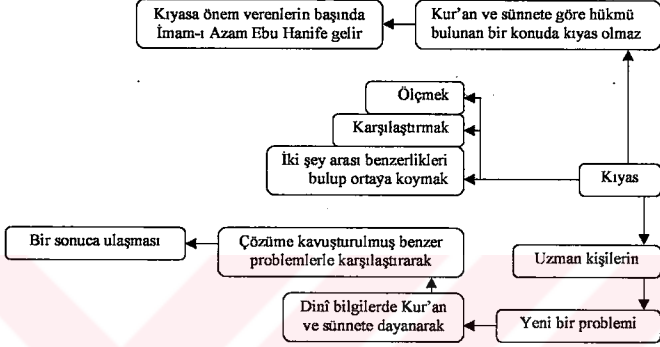 Kıyasa önem verenlerin başında
İmam-ı Azam Ebu Hanife gelir
Kur'an ve sünnete göre hükmü
bulunan bir konuda kıyas olmaz
Ölçmek
Karşılaştırmak
İki şey arası benzerlikleri
bulup ortaya koymak
Kıyas
Bir sonuca ulaşması
Çözüme kavuşturulmuş benzer
problemlerle karşılaştırarak
Uzman kişilerin
Dinî bilgilerde Kur'an
ve sünnete dayanarak
Yeni bir problemi